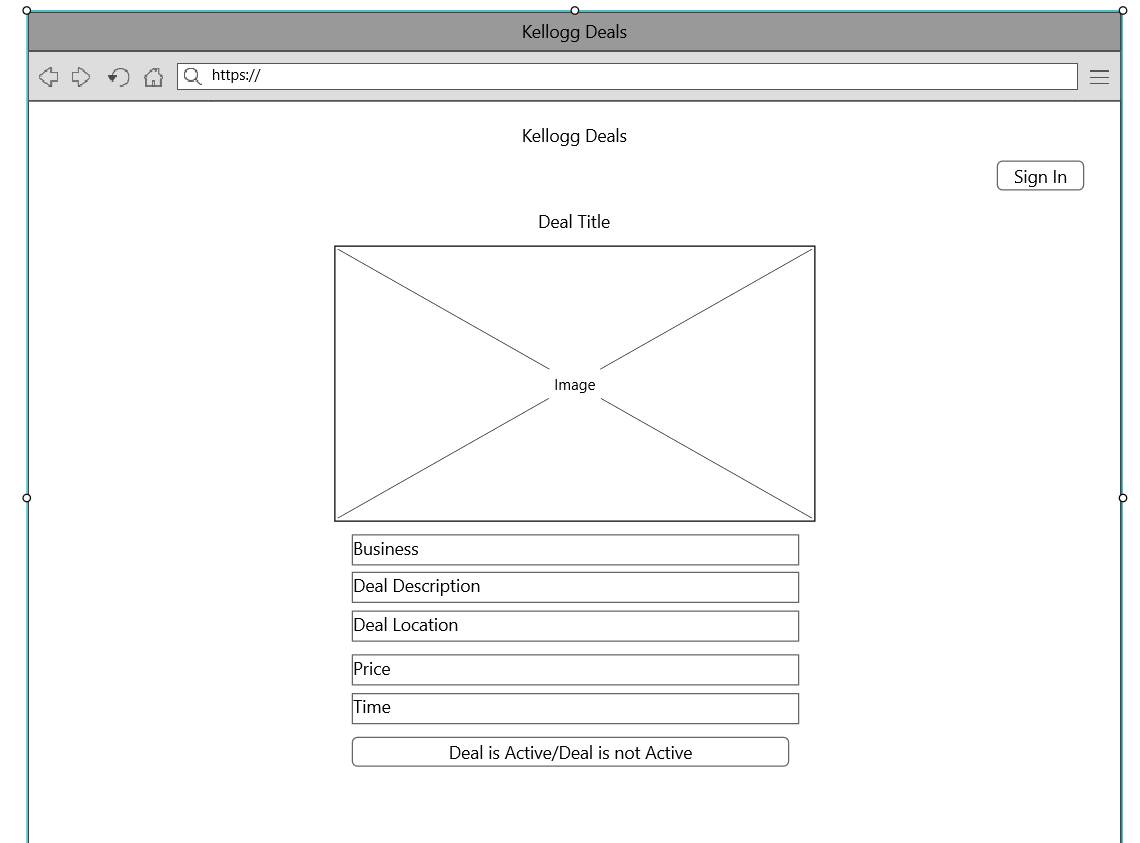 Kellogg Deals
https://
Kellogg Deals
Sign In
Deal Title
Image
Business
Deal Description
Deal Location
Price
Time
Deal is Active/Deal is not Active